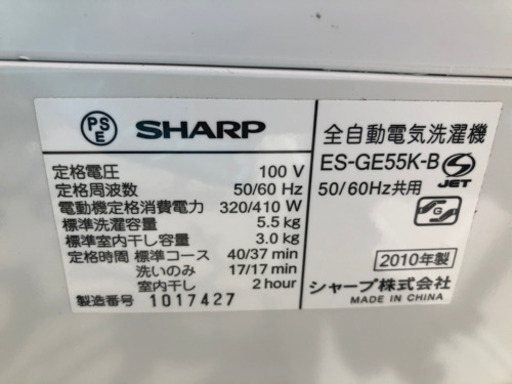 PSE SHARP
定格電圧 100 V
定格周波数 50/60 Hz
電動機定格消費電力 320/410 W
標準洗濯容量 5.5 kg
標準室内干し容量 3.0 kg
定格時間 標準コース 40/37 min
洗いのみ 17/17 min
室内干し 2 hour
製造番号 1017427
全自動電気洗濯機
ES-GE55K-B
S JET
50/60Hz共用
G
2010年製
シャープ株式会社
MADE IN CHINA